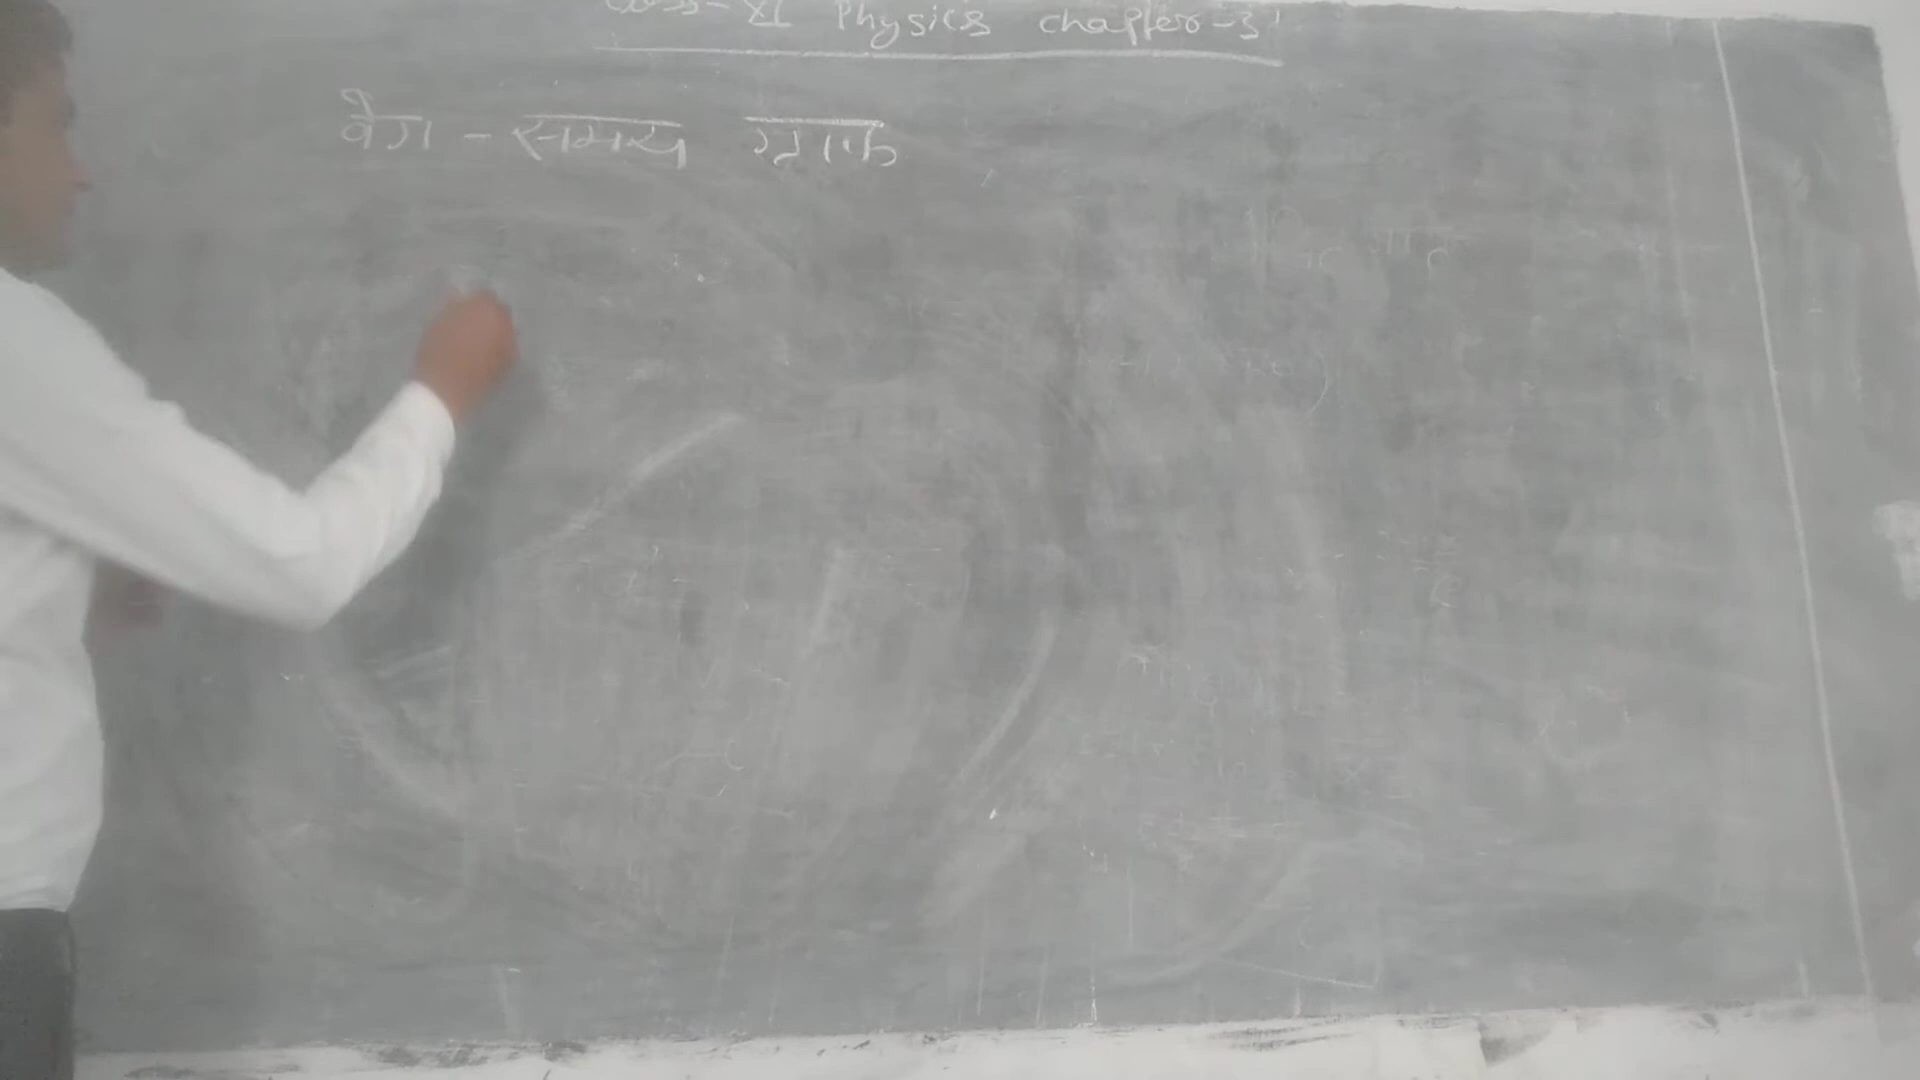 Class-XI Physics chapter-3
वेग - समय ग्राफ